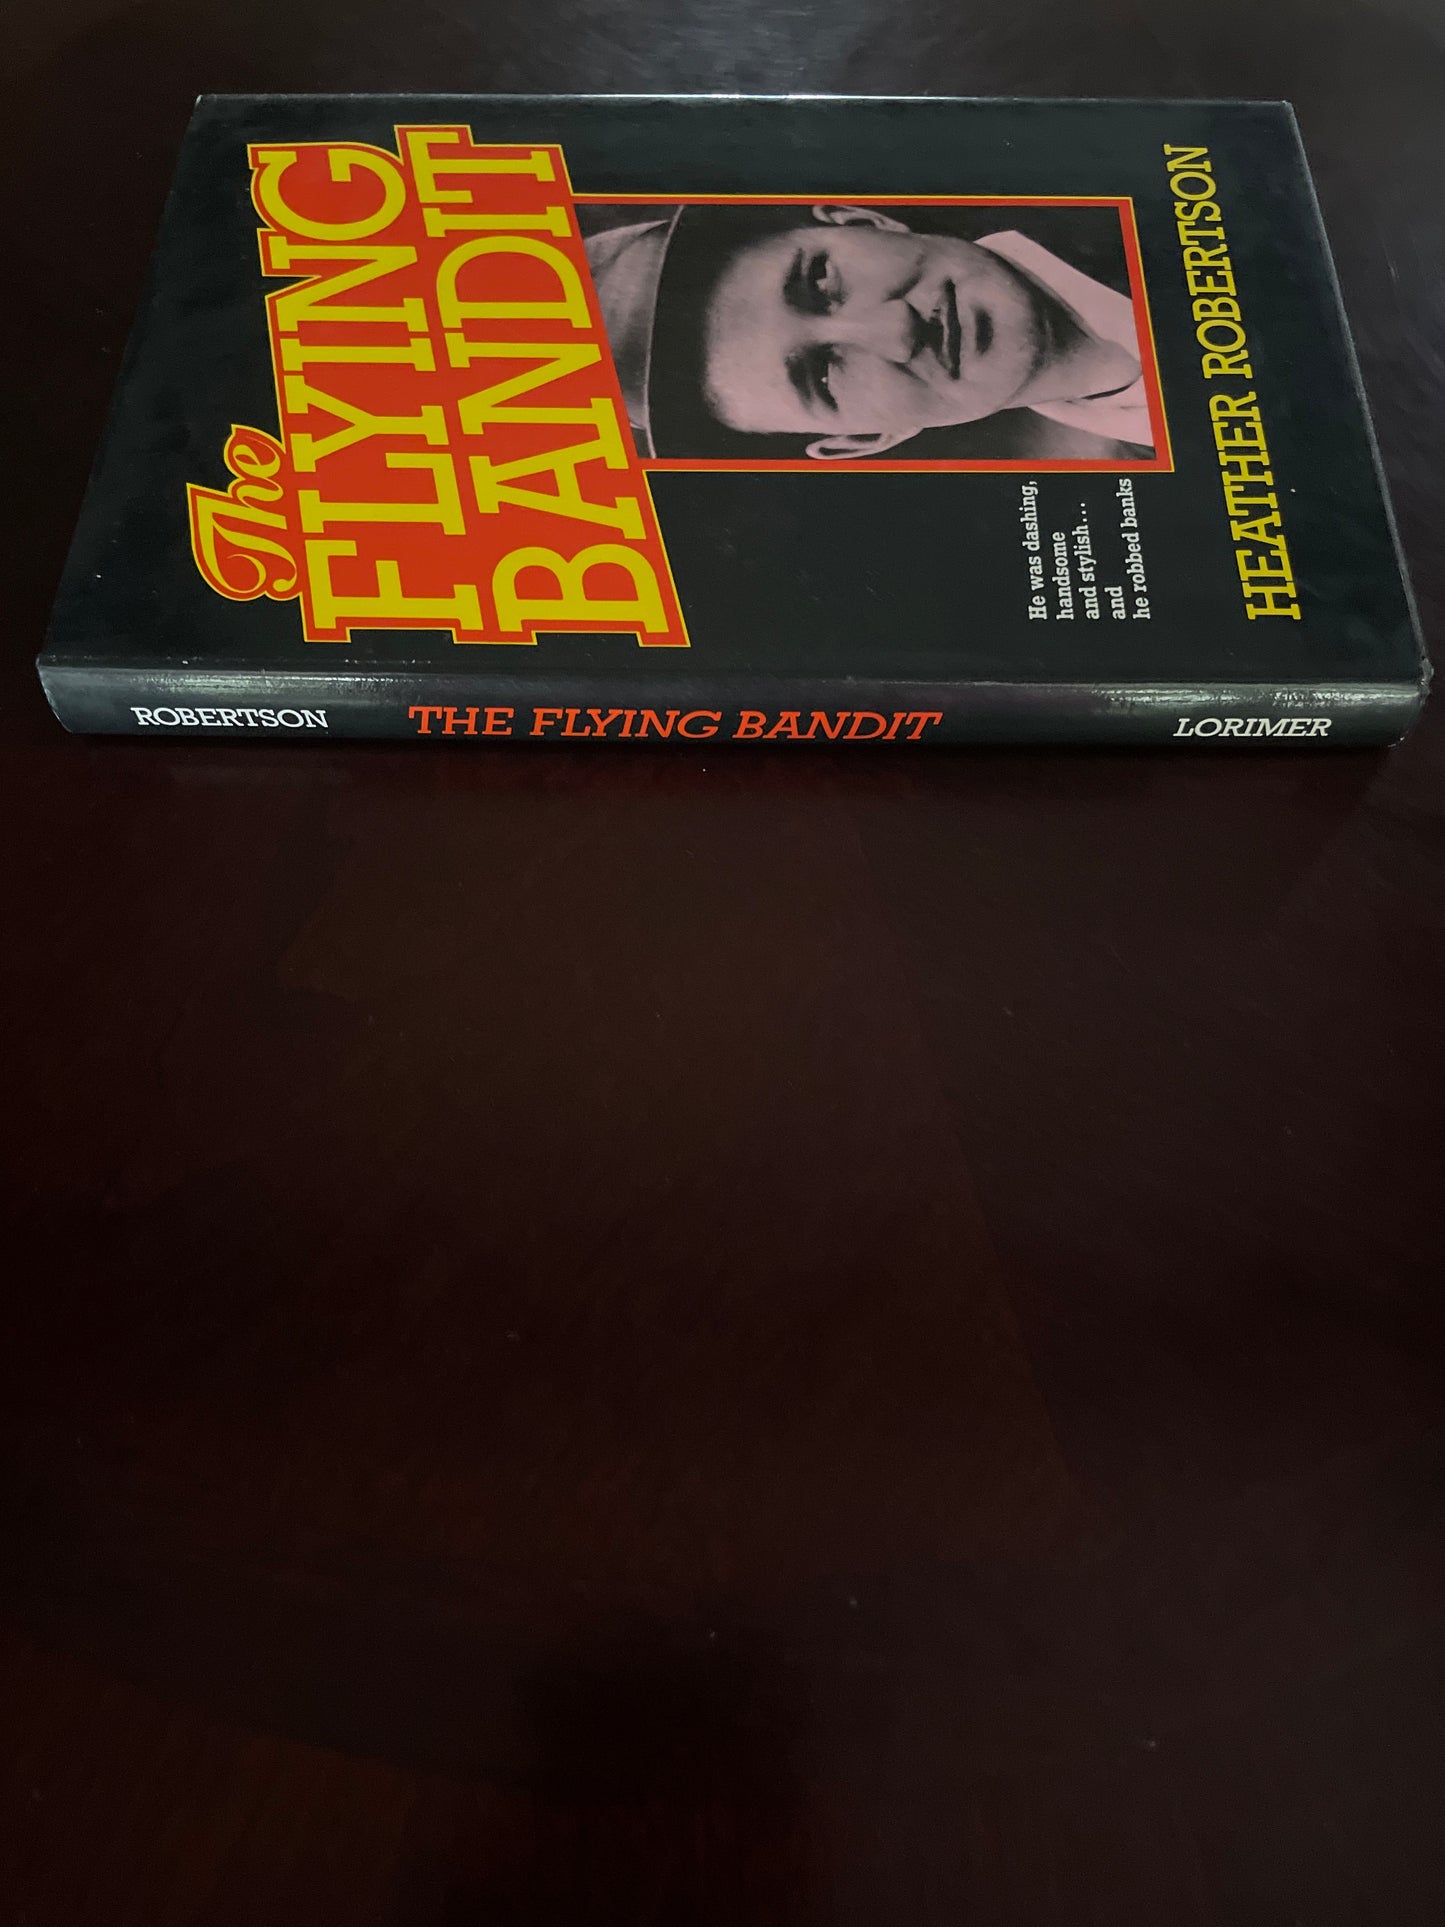 The
FLYING
BANDIT
He was dashing,
handsome
and stylish...
and
he robbed banks
HEATHER ROBERTSON
ROBERTSON THE FLYING BANDIT LORIMER